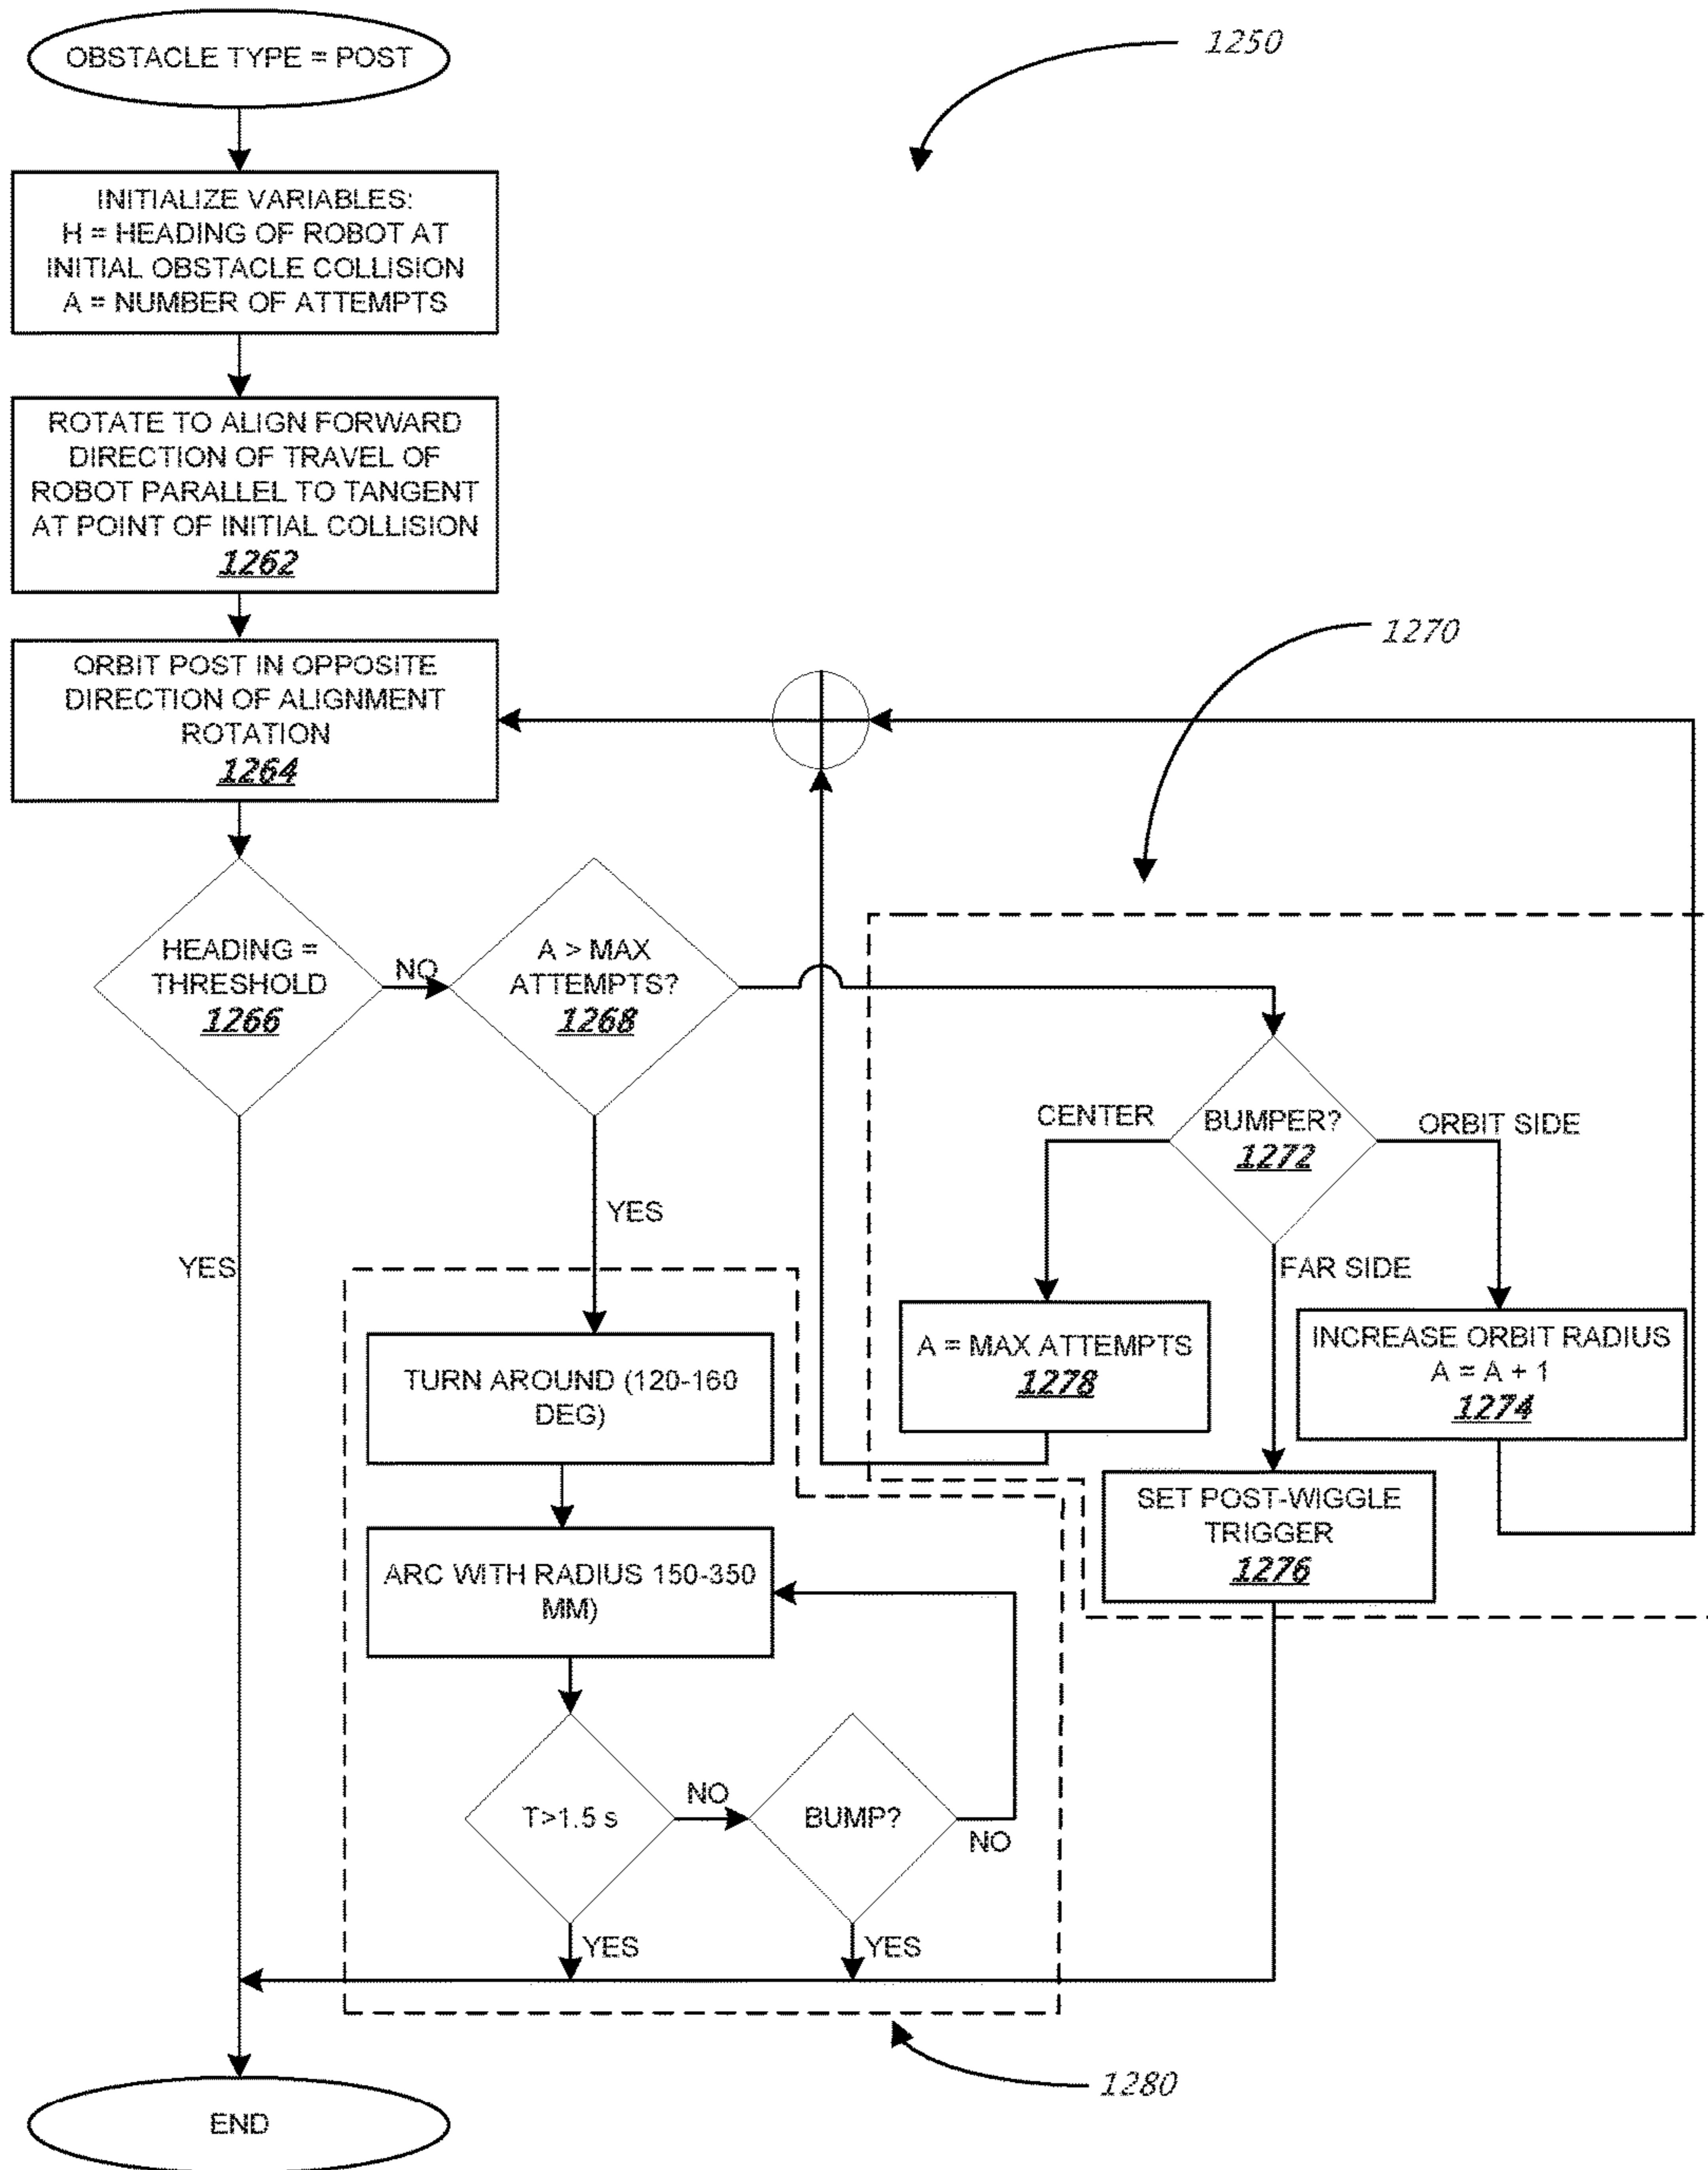 OBSTACLE TYPE = POST
1250
INITIALIZE VARIABLES:
H = HEADING OF ROBOT AT
INITIAL OBSTACLE COLLISION
A = NUMBER OF ATTEMPTS
ROTATE TO ALIGN FORWARD
DIRECTION OF TRAVEL OF
ROBOT PARALLEL TO TANGENT
AT POINT OF INITIAL COLLISION
1262
1270
ORBIT POST IN OPPOSITE
DIRECTION OF ALIGNMENT
ROTATION
1264
HEADING =
THRESHOLD
1266
NO
A > MAX
ATTEMPTS?
1268
CENTER
BUMPER?
1272
ORBIT SIDE
YES
YES
FAR SIDE
A = MAX ATTEMPTS
1278
INCREASE ORBIT RADIUS
A = A + 1
1274
TURN AROUND (120-160
DEG)
SET POST-WIGGLE
TRIGGER
1276
ARC WITH RADIUS 150-350
MM)
T>1.5 s
NO
BUMP?
NO
YES
YES
1280
END